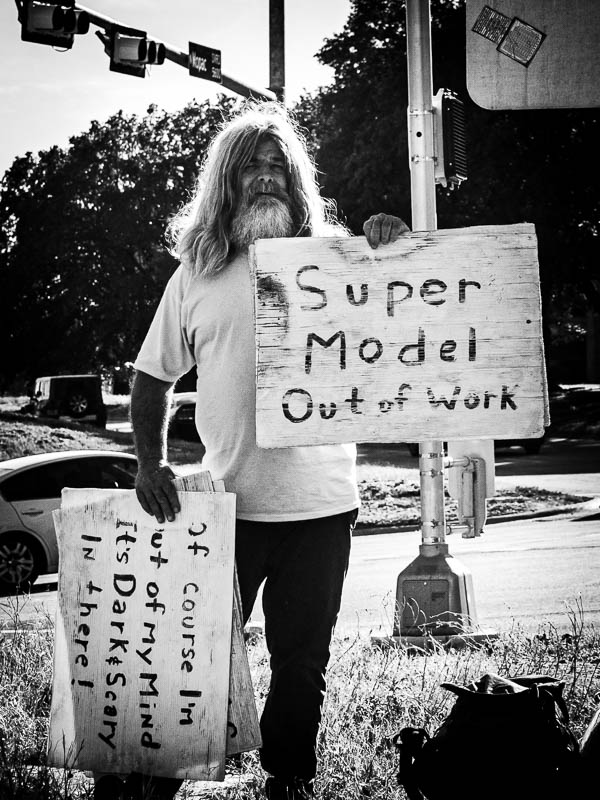 Mopac
Super
Model
Out of Work
Of course I'm
out of My Mind
It's Dark & Scary
In there!